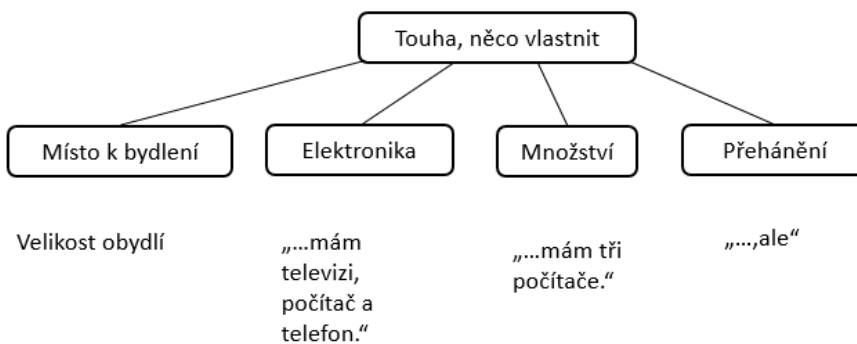 Touha, něco vlastnit
Místo k bydlení
Elektronika
Množství
Přehánění
Velikost obydlí
„…mám
televizi,
počítač a
telefon.“
„…mám tři
počítače.“
„…,ale“